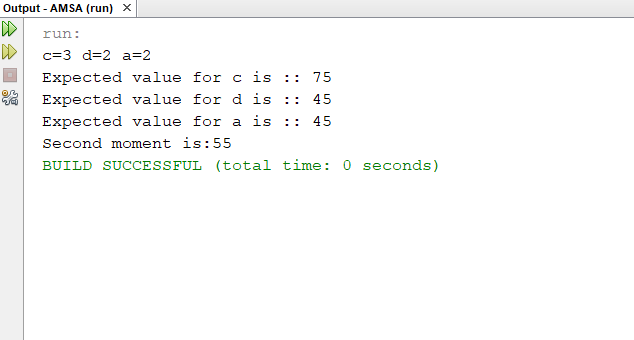 Output - AMSA (run) ×
run:
c=3 d=2 a=2
Expected value for c is :: 75
Expected value for d is :: 45
Expected value for a is :: 45
Second moment is:55
BUILD SUCCESSFUL (total time: 0 seconds)